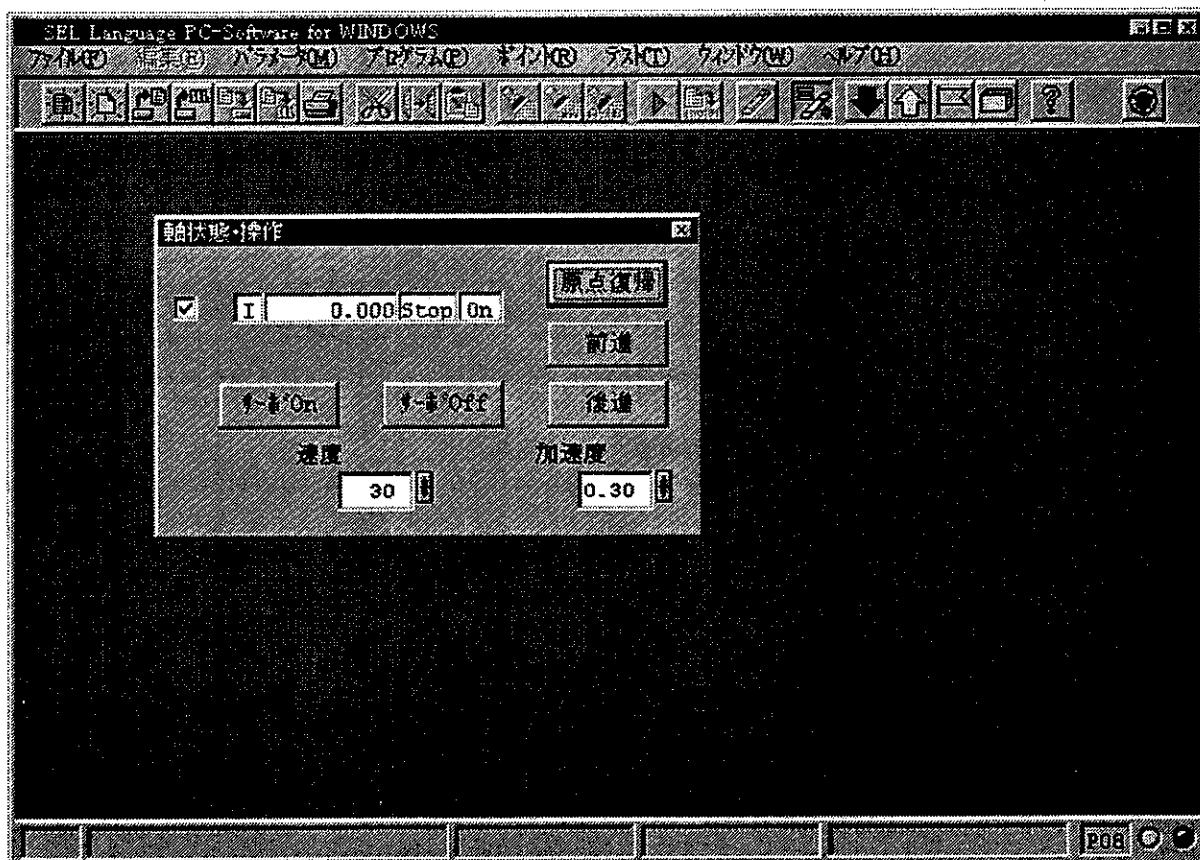 SEL Language PC-Software for WINDOWS
ファイル(F) 編集(E) パラメータ(M) プログラム(P) ポイント(R) テスト(T) ウィンドウ(W) ヘルプ(H)
軸状態・操作
原点復帰
I 0.000 Stop On
前進
サーボOn サーボOff 後進
速度 加速度
30 0.30
P08